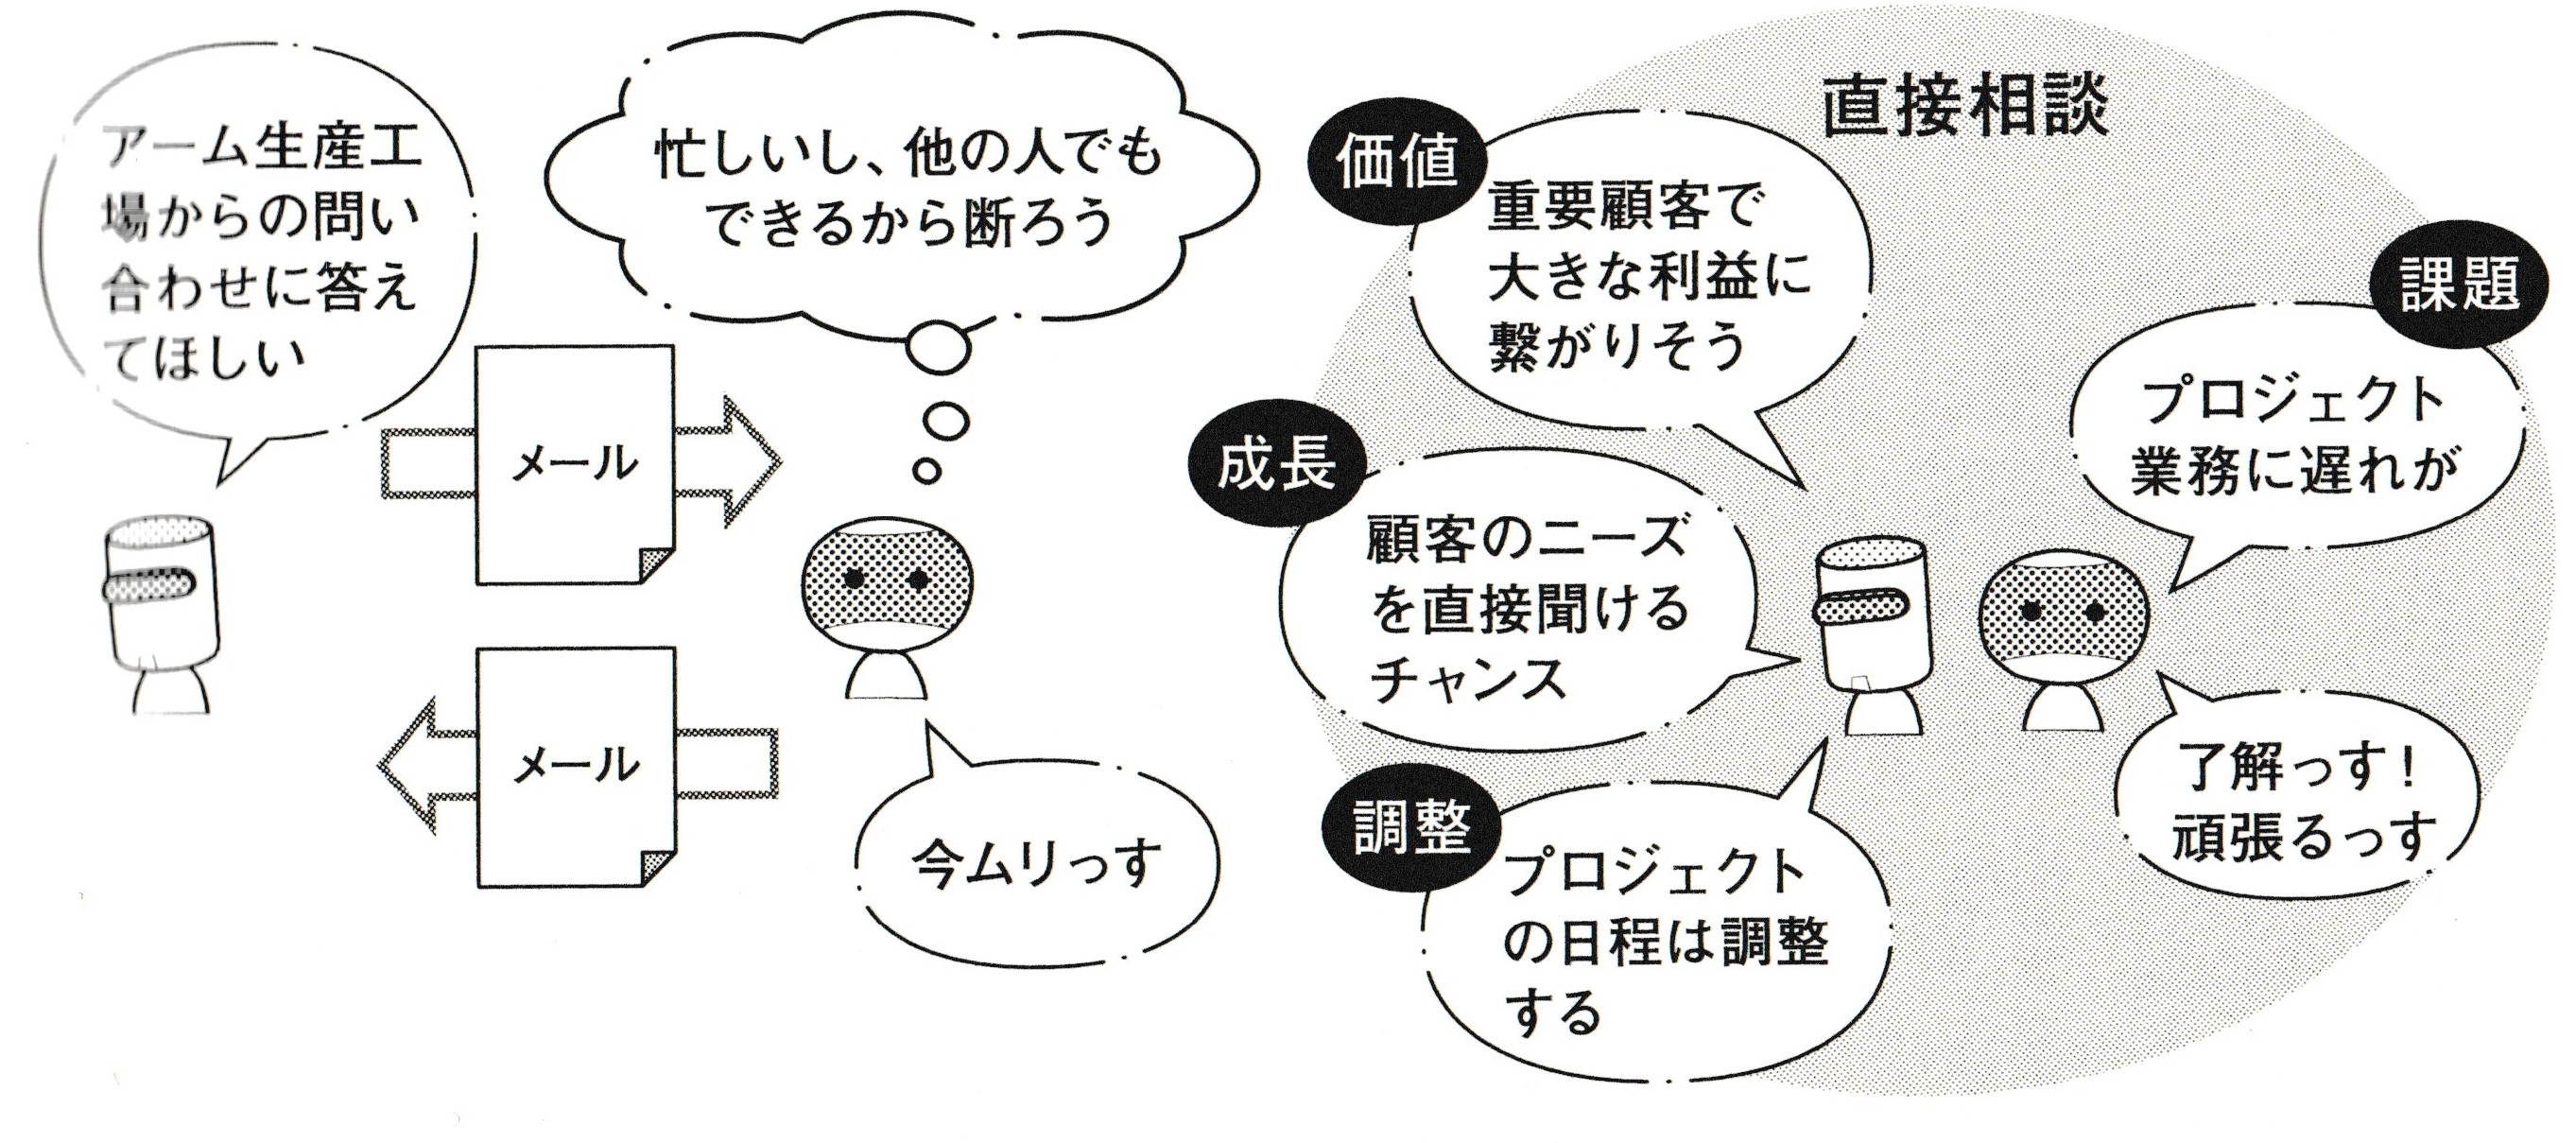 アーム生産工
場からの問い
合わせに答え
てほしい
メール
忙しいし、他の人でも
できるから断ろう
メール
今ムリっす
直接相談
価値
重要顧客で
大きな利益に
繋がりそう
課題
プロジェクト
業務に遅れが
成長
顧客のニーズ
を直接聞ける
チャンス
調整
プロジェクト
の日程は調整
する
了解っす!
頑張るっす